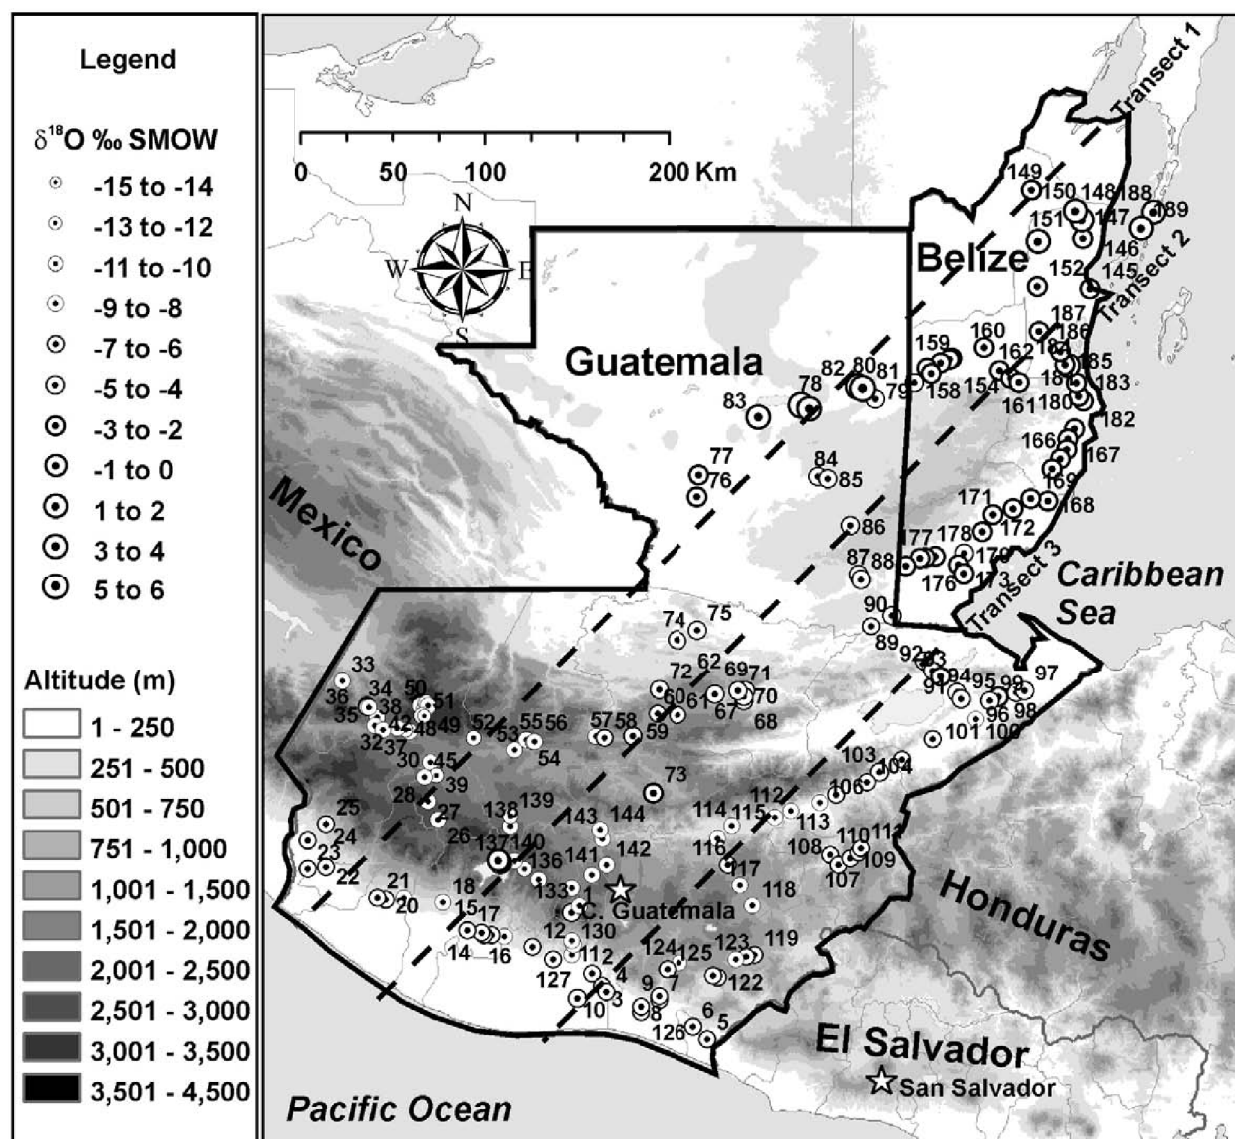 Legend
δ¹⁸O ‰ SMOW
-15 to -14
-13 to -12
-11 to -10
-9 to -8
-7 to -6
-5 to -4
-3 to -2
-1 to 0
1 to 2
3 to 4
5 to 6
Altitude (m)
1 - 250
251 - 500
501 - 750
751 - 1,000
1,001 - 1,500
1,501 - 2,000
2,001 - 2,500
2,501 - 3,000
3,001 - 3,500
3,501 - 4,500
0 50 100 200 Km
N
W E
S
Transect 1
149
150 148 188
151 147 189
146
Belize
Transect 2
152 145
187
160 186
159 162 184 185
Guatemala
82 80 81
78 79 158 154 161 181 180 183
83
182
166 167
77
76
84
85
169
168
171
172
86
177 178 179
87 88 176 173
Transect 3
Caribbean
Sea
Mexico
90
89
75
74
92 93
33
36 34 38
35
50 51
72 62 69 71
60 61 70
67 68
91 94 95 99 97
96 98
32 37 42 48 49
52 55 56 57 58 59
53 54
101 100
30 45 39
103 104
73
106
28 27
25 26
138 139
143 144
114 115 112 113
24
137 140
142
116
110 111
23
22
136
141
117
108 109
107
133
1
118
21
20
18
C. Guatemala
15 17
14 16
12 130
124 125 123 119
127 112 4
122
10 3
9 7
8
6
126 5
Honduras
El Salvador
San Salvador
Pacific Ocean